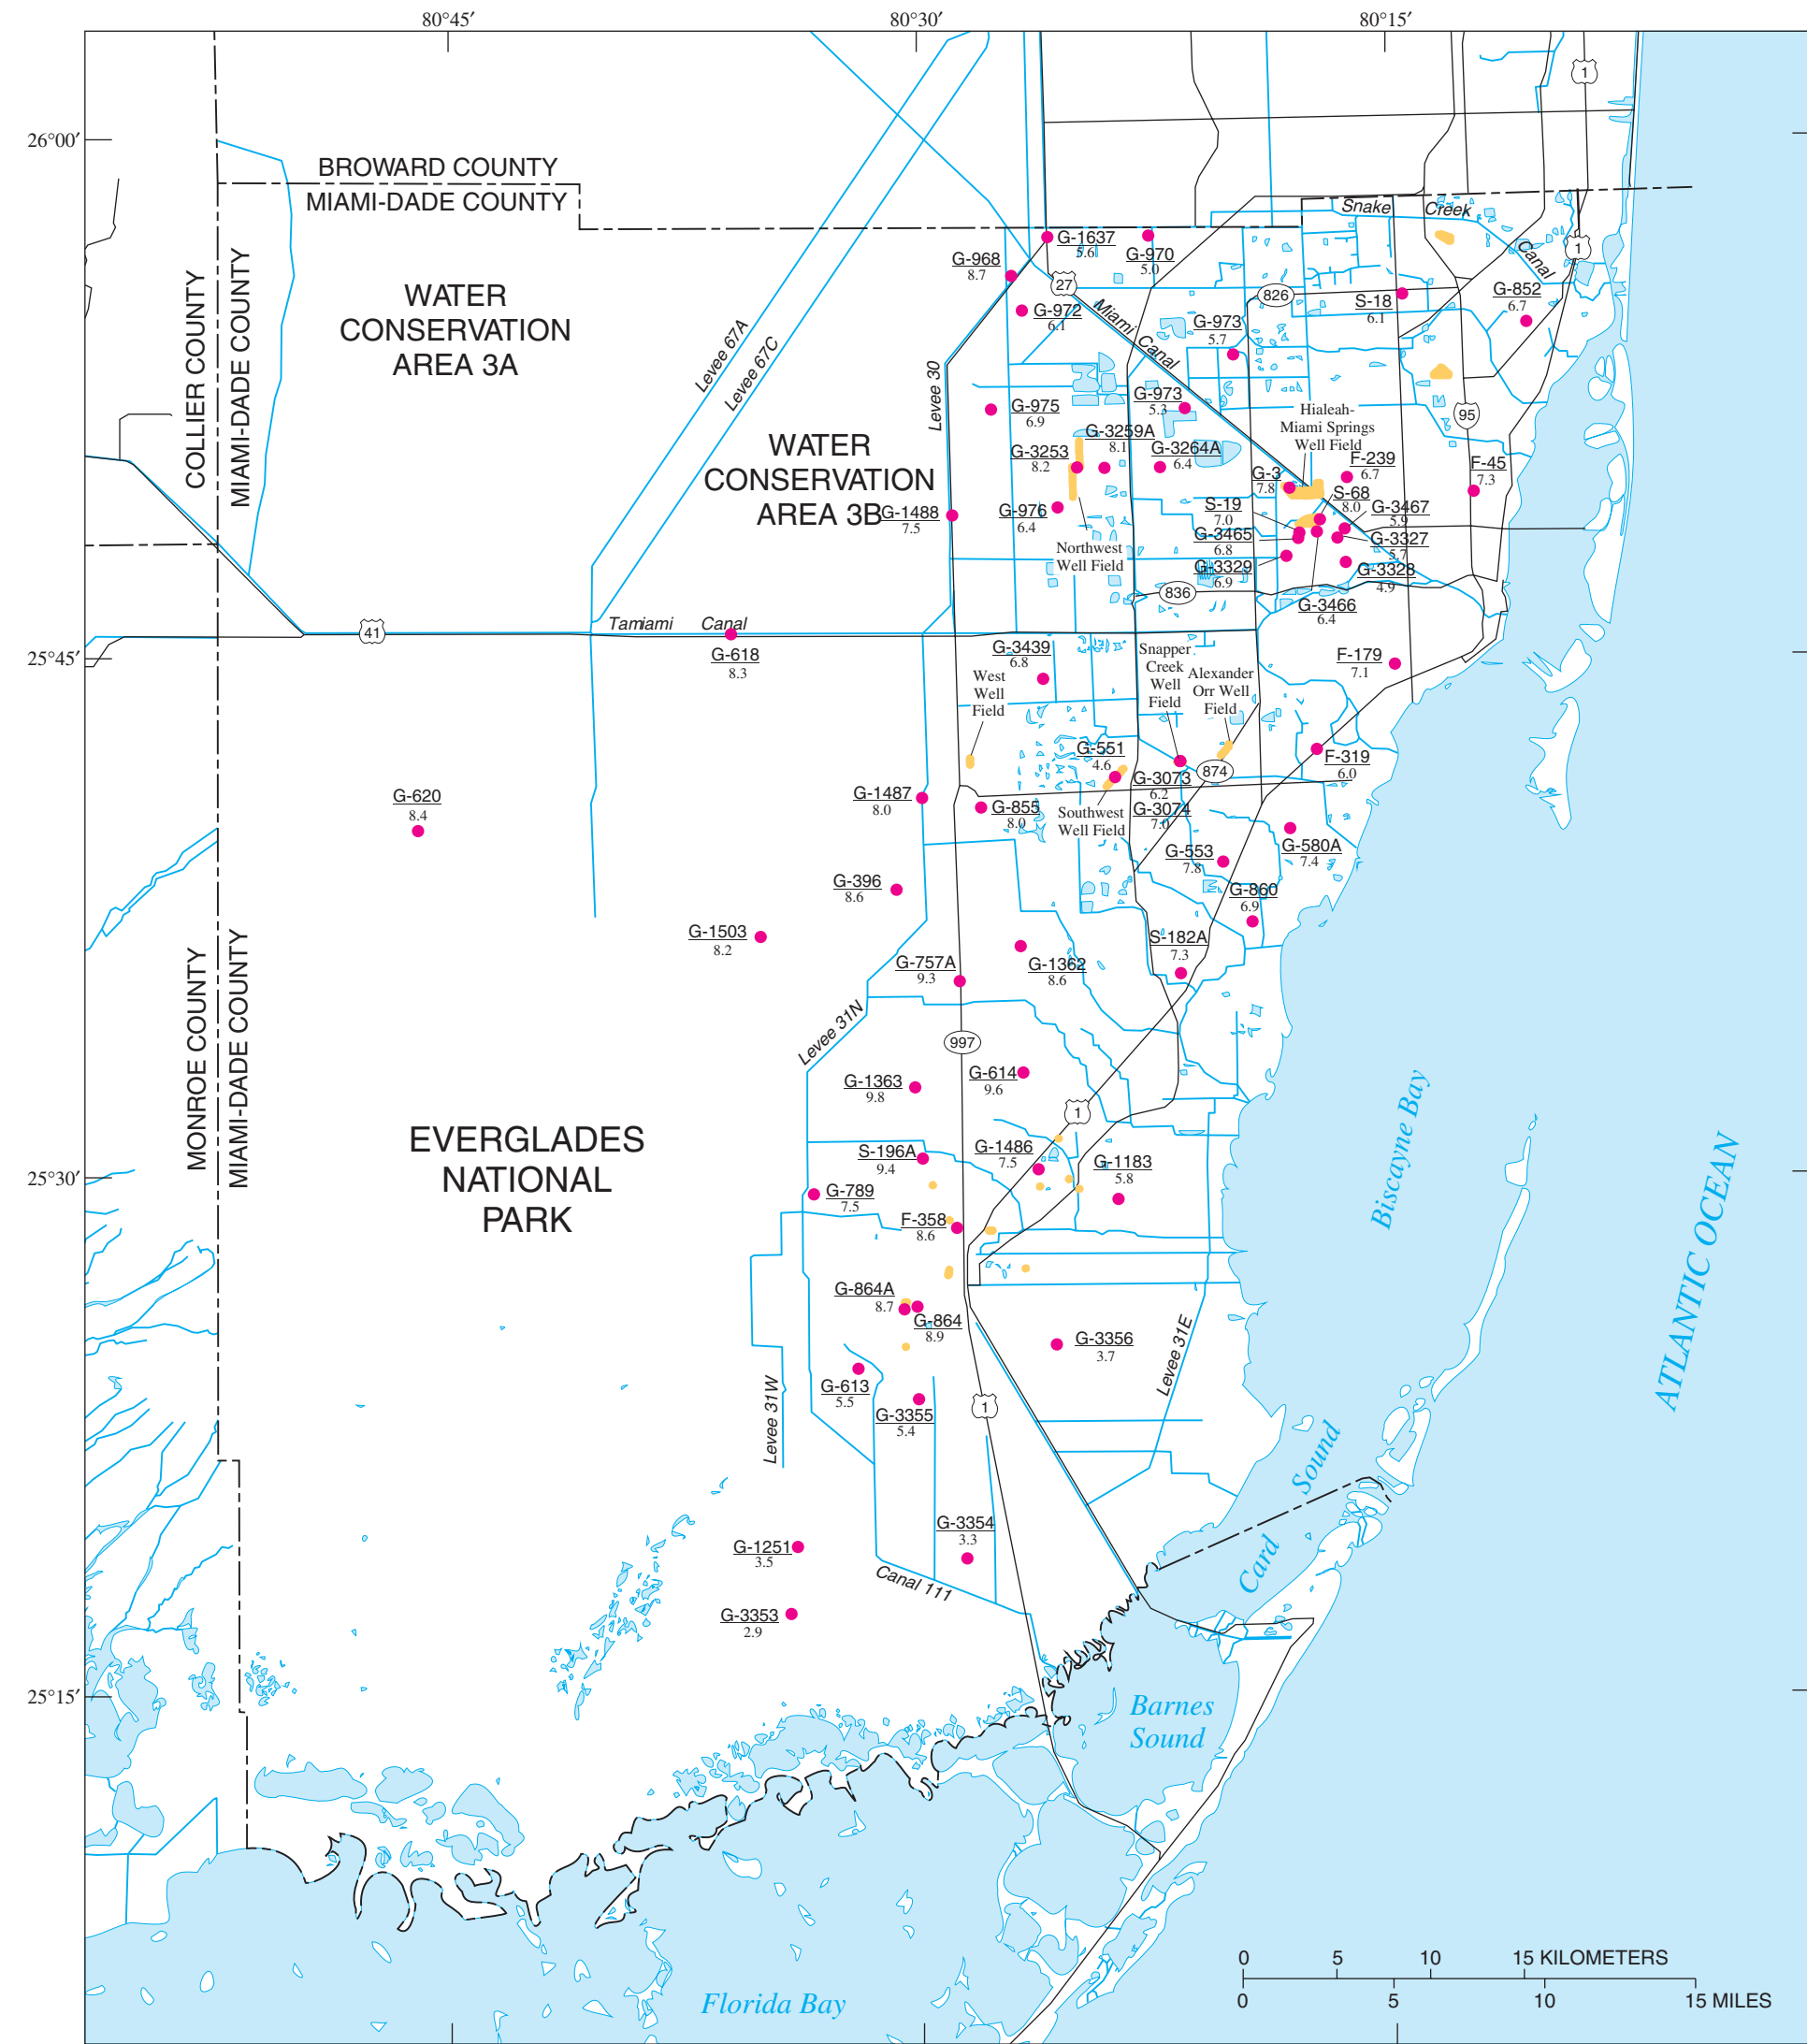 80°45′
80°30′
80°15′
1
26°00′
BROWARD COUNTY
MIAMI-DADE COUNTY
Snake Creek
Canal
1
COLLIER COUNTY
MIAMI-DADE COUNTY
WATER
CONSERVATION
AREA 3A
Levee 67A
Levee 67C
G-968
8.7
G-1637
5.6
G-970
5.0
27
G-972
6.1
Miami Canal
826
S-18
6.1
G-852
6.7
G-973
5.7
Levee 30
WATER
CONSERVATION
AREA 3B
G-975
6.9
G-973
5.3
95
Hialeah-
Miami Springs
Well Field
G-3259A
8.1
G-3253
8.2
G-3264A
6.4
G-3
7.8
F-239
6.7
F-45
7.3
G-1488
7.5
G-976
6.4
S-19
7.0
S-68
8.0
G-3467
5.9
G-3465
6.8
G-3327
5.7
Northwest
Well Field
G-3329
6.9
G-3328
4.9
836
G-3466
6.4
41
Tamiami Canal
G-618
8.3
25°45′
G-3439
6.8
West
Well
Field
Snapper
Creek
Well
Field
Alexander
Orr Well
Field
F-179
7.1
G-551
4.6
F-319
6.0
874
G-3073
6.2
G-3074
7.0
G-620
8.4
G-1487
8.0
G-855
8.0
Southwest
Well Field
G-580A
7.4
G-553
7.8
G-396
8.6
G-860
6.9
G-1503
8.2
S-182A
7.3
G-757A
9.3
G-1362
8.6
MONROE COUNTY
MIAMI-DADE COUNTY
Levee 31N
997
G-1363
9.8
G-614
9.6
1
EVERGLADES
NATIONAL
PARK
S-196A
9.4
G-1486
7.5
G-1183
5.8
25°30′
G-789
7.5
F-358
8.6
Biscayne Bay
ATLANTIC OCEAN
G-864A
8.7
G-864
8.9
G-3356
3.7
Levee 31E
Levee 31W
G-613
5.5
G-3355
5.4
1
Card Sound
G-3354
3.3
G-1251
3.5
Canal 111
G-3353
2.9
25°15′
Barnes
Sound
Florida Bay
0 5 10 15 KILOMETERS
0 5 10 15 MILES